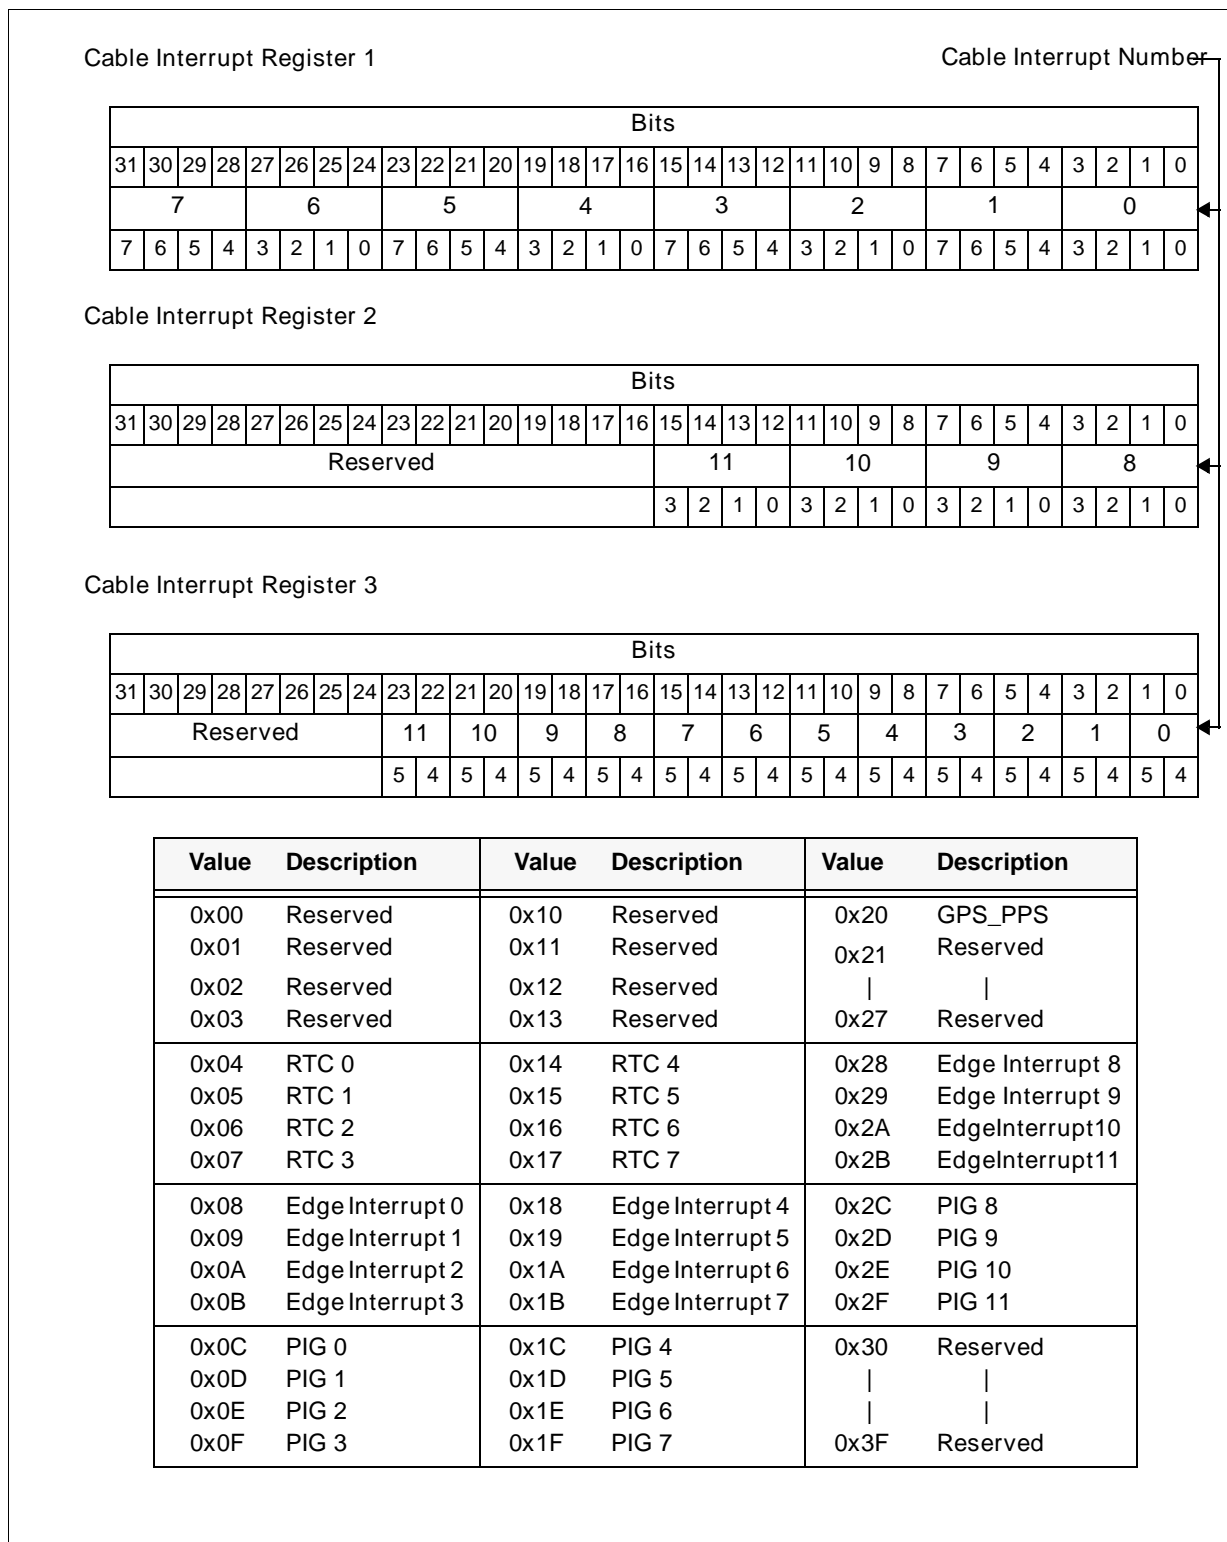 Cable Interrupt Register 1 Cable Interrupt Number
Bits
31 30 29 28 27 26 25 24 23 22 21 20 19 18 17 16 15 14 13 12 11 10 9 8 7 6 5 4 3 2 1 0
7 6 5 4 3 2 1 0
7 6 5 4 3 2 1 0 7 6 5 4 3 2 1 0 7 6 5 4 3 2 1 0 7 6 5 4 3 2 1 0
Cable Interrupt Register 2
Bits
31 30 29 28 27 26 25 24 23 22 21 20 19 18 17 16 15 14 13 12 11 10 9 8 7 6 5 4 3 2 1 0
Reserved 11 10 9 8
3 2 1 0 3 2 1 0 3 2 1 0 3 2 1 0
Cable Interrupt Register 3
Bits
31 30 29 28 27 26 25 24 23 22 21 20 19 18 17 16 15 14 13 12 11 10 9 8 7 6 5 4 3 2 1 0
Reserved 11 10 9 8 7 6 5 4 3 2 1 0
5 4 5 4 5 4 5 4 5 4 5 4 5 4 5 4 5 4 5 4 5 4 5 4
Value Description Value Description Value Description
0x00 Reserved 0x10 Reserved 0x20 GPS_PPS
0x01 Reserved 0x11 Reserved 0x21 Reserved
0x02 Reserved 0x12 Reserved | |
0x03 Reserved 0x13 Reserved 0x27 Reserved
0x04 RTC 0 0x14 RTC 4 0x28 Edge Interrupt 8
0x05 RTC 1 0x15 RTC 5 0x29 Edge Interrupt 9
0x06 RTC 2 0x16 RTC 6 0x2A EdgeInterrupt10
0x07 RTC 3 0x17 RTC 7 0x2B EdgeInterrupt11
0x08 Edge Interrupt 0 0x18 Edge Interrupt 4 0x2C PIG 8
0x09 Edge Interrupt 1 0x19 Edge Interrupt 5 0x2D PIG 9
0x0A Edge Interrupt 2 0x1A Edge Interrupt 6 0x2E PIG 10
0x0B Edge Interrupt 3 0x1B Edge Interrupt 7 0x2F PIG 11
0x0C PIG 0 0x1C PIG 4 0x30 Reserved
0x0D PIG 1 0x1D PIG 5 | |
0x0E PIG 2 0x1E PIG 6 | |
0x0F PIG 3 0x1F PIG 7 0x3F Reserved